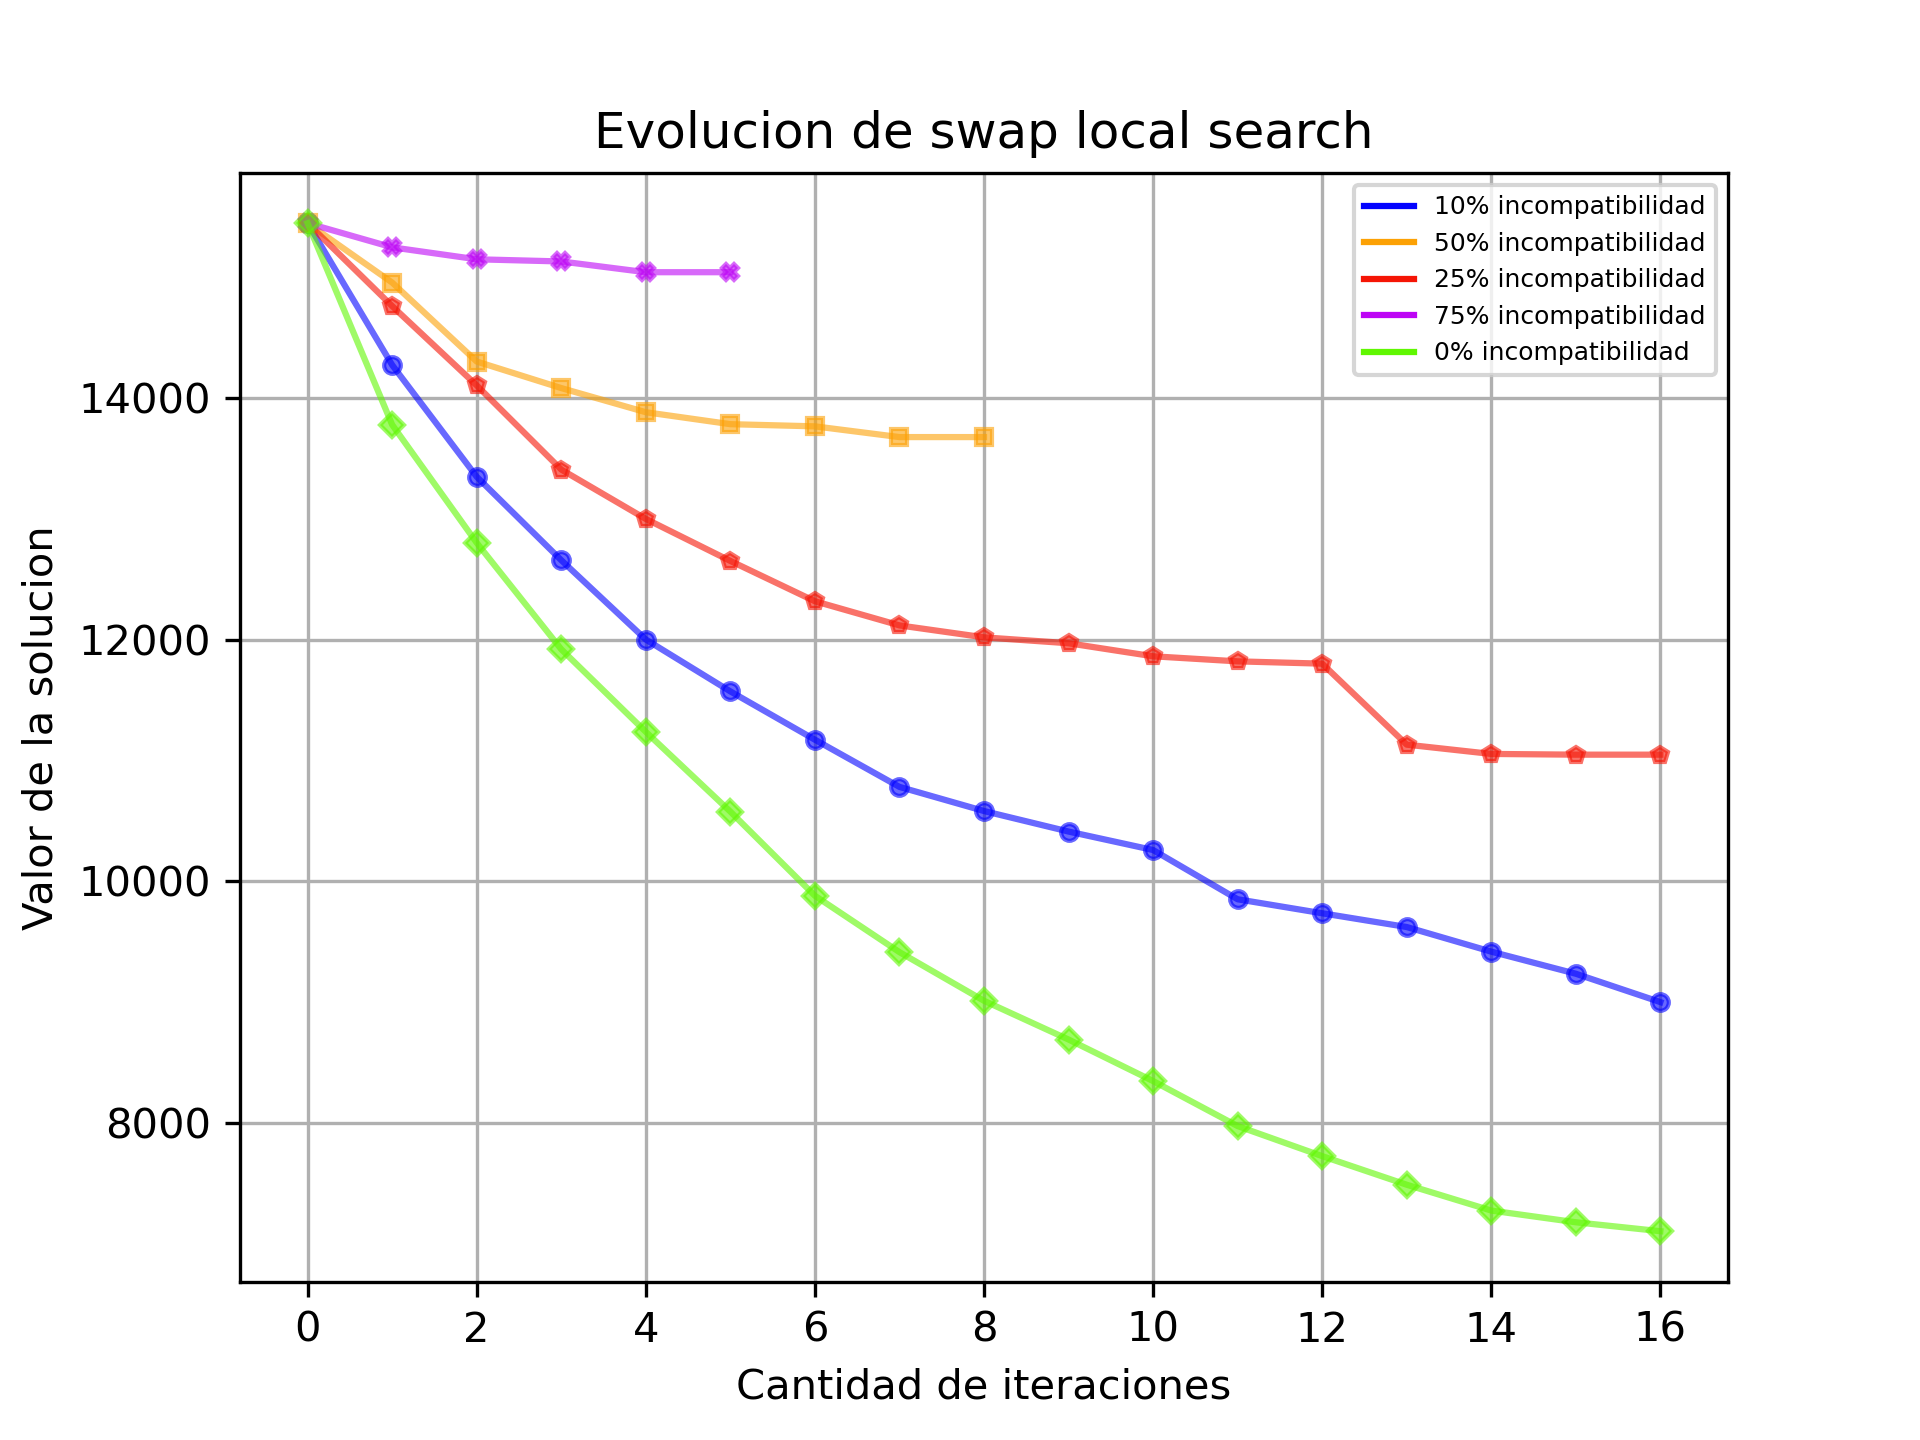 Evolucion de swap local search
10% incompatibilidad
50% incompatibilidad
25% incompatibilidad
75% incompatibilidad
0% incompatibilidad
14000
12000
10000
8000
Valor de la solucion
0 2 4 6 8 10 12 14 16
Cantidad de iteraciones